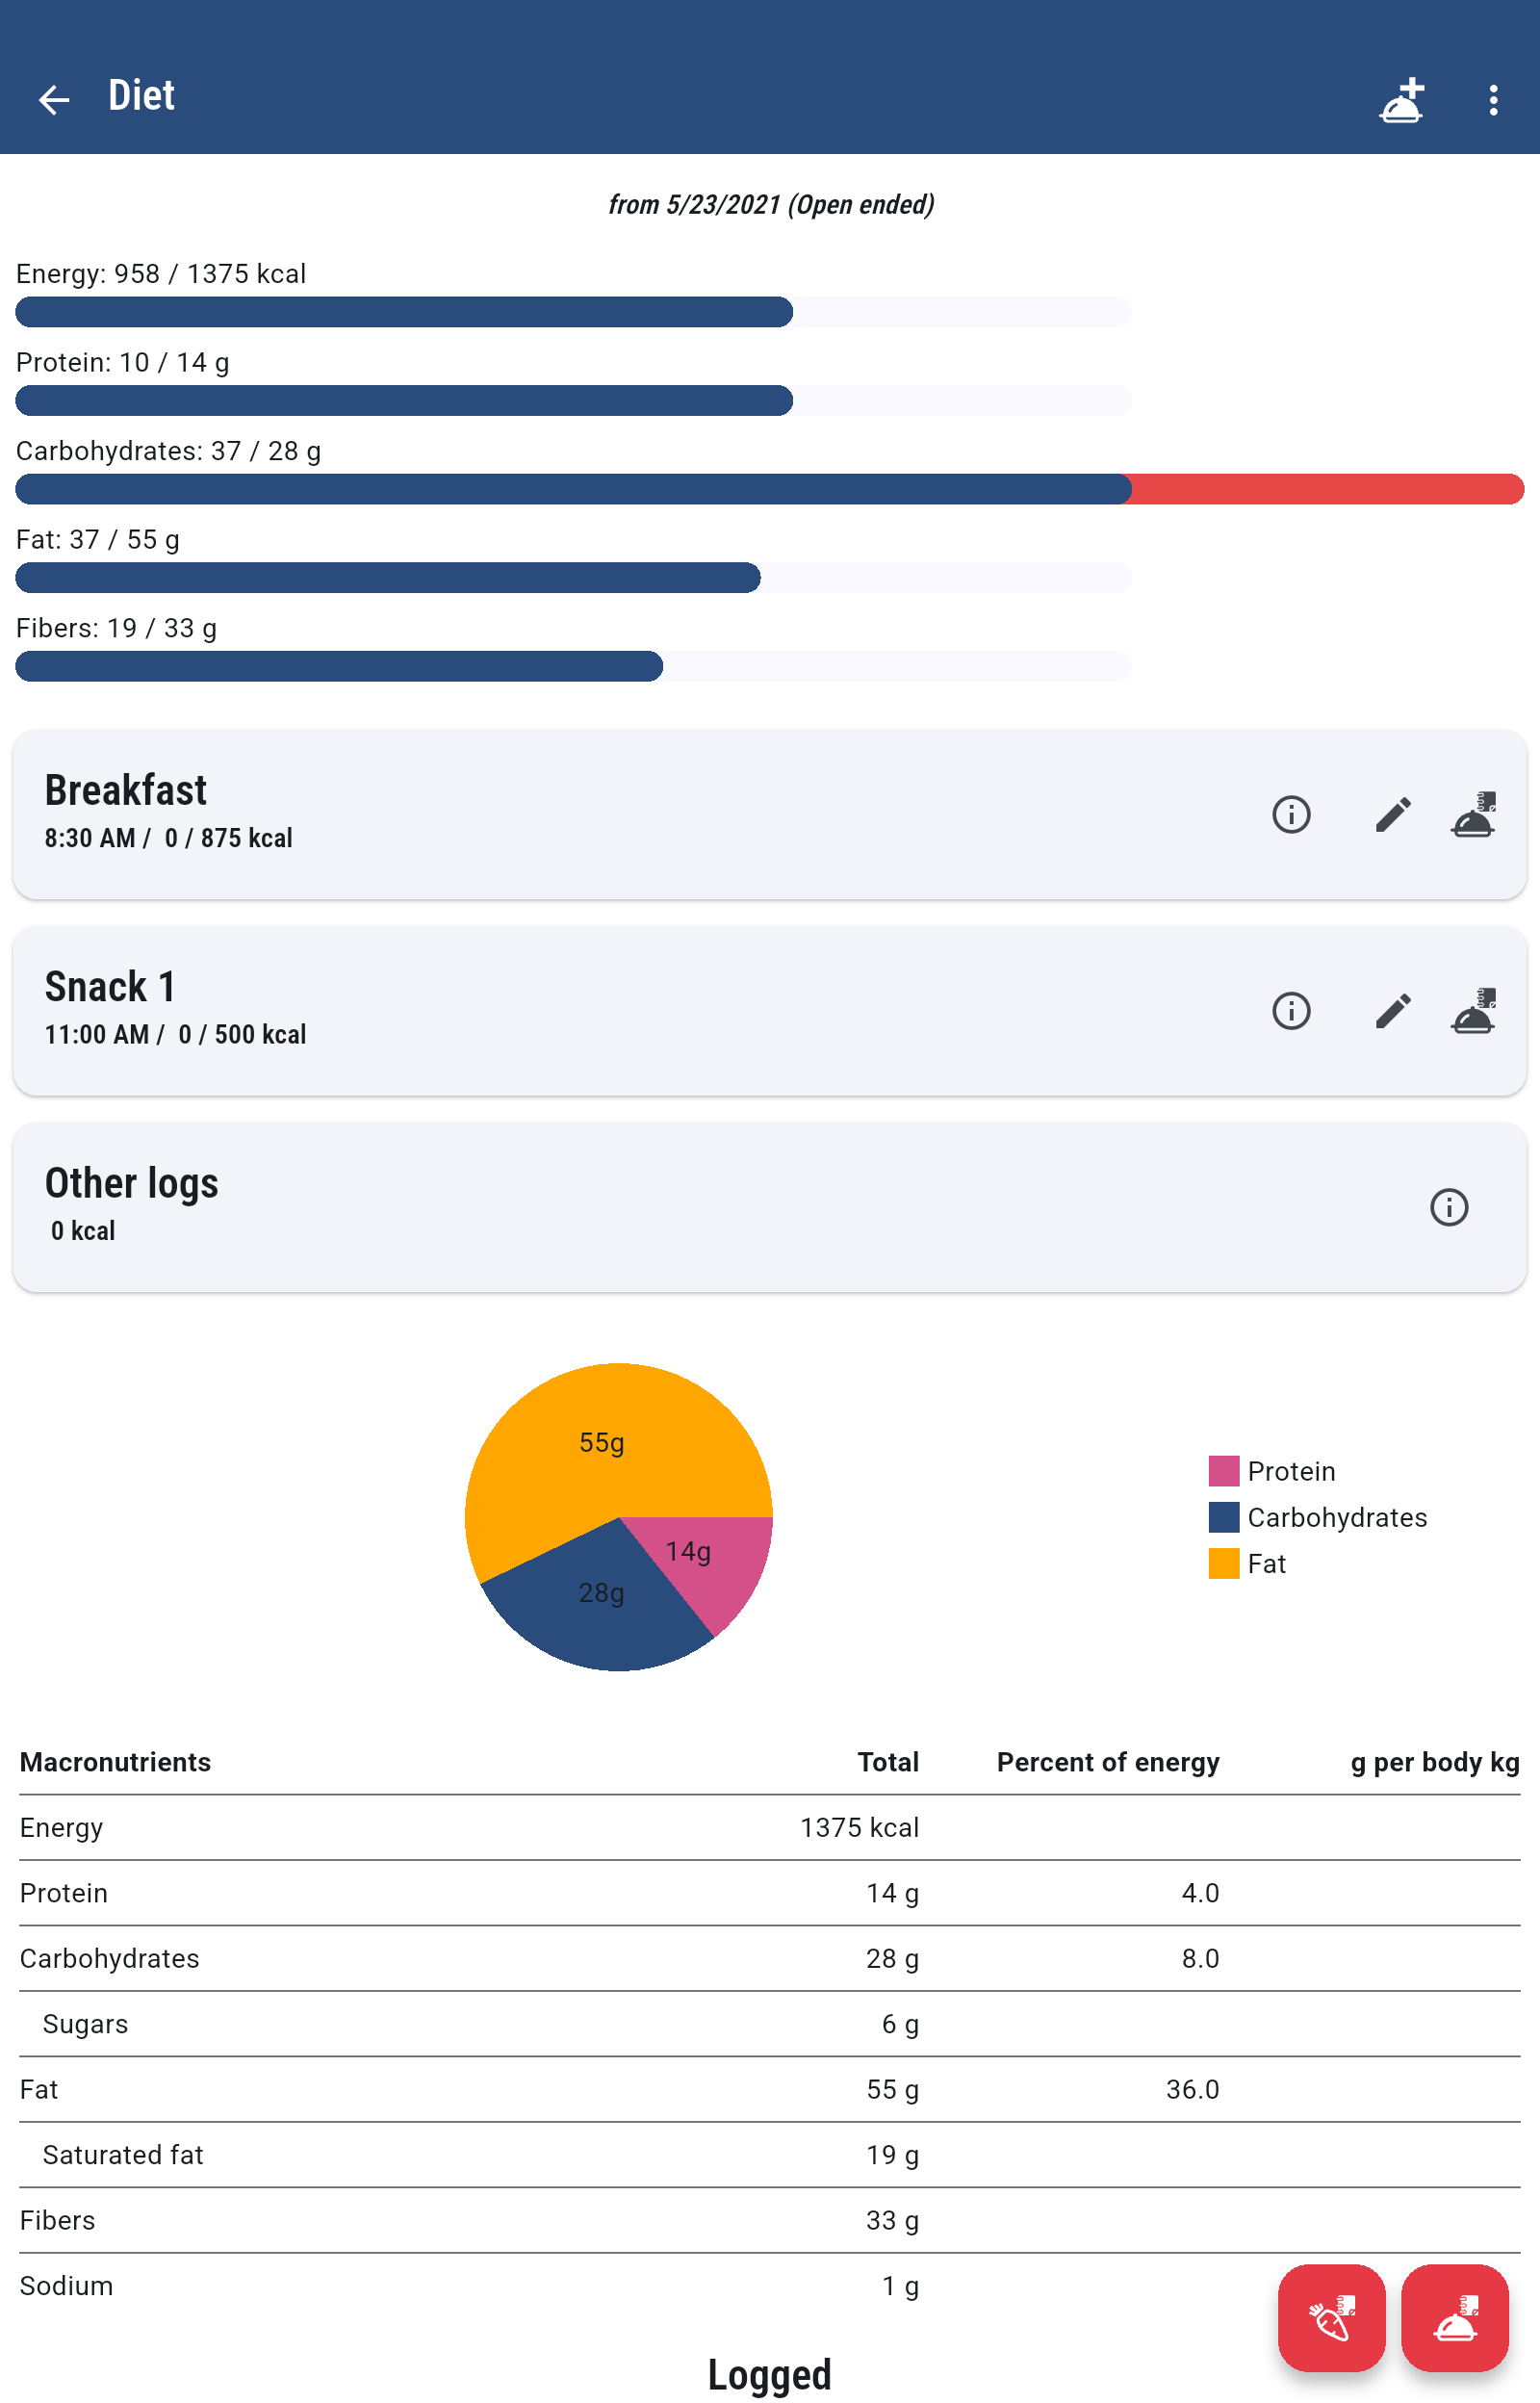 Diet
from 5/23/2021 (Open ended)
Energy: 958 / 1375 kcal
Protein: 10 / 14 g
Carbohydrates: 37 / 28 g
Fat: 37 / 55 g
Fibers: 19 / 33 g
Breakfast
8:30 AM /  0 / 875 kcal
Snack 1
11:00 AM /  0 / 500 kcal
Other logs
0 kcal
55g
14g
28g
Protein
Carbohydrates
Fat
Macronutrients Total Percent of energy g per body kg
Energy 1375 kcal
Protein 14 g 4.0
Carbohydrates 28 g 8.0
Sugars 6 g
Fat 55 g 36.0
Saturated fat 19 g
Fibers 33 g
Sodium 1 g
Logged